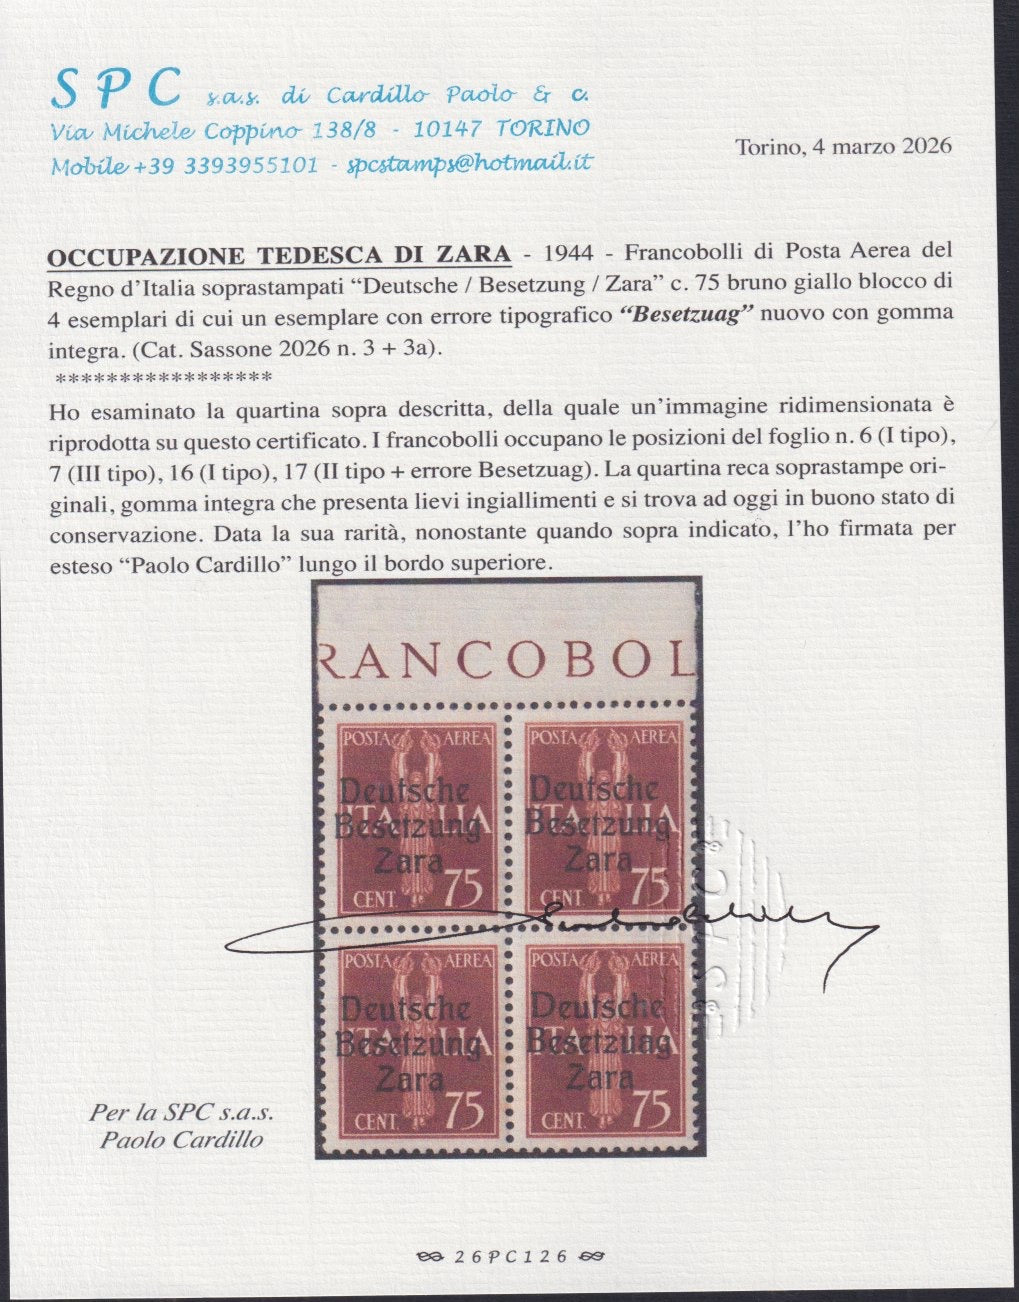 SPC s.a.s. di Cardillo Paolo & c.
Via Michele Coppino 138/8 - 10147 TORINO
Mobile +39 3393955101 - spcstamps@hotmail.it
Torino, 4 marzo 2026
OCCUPAZIONE TEDESCA DI ZARA - 1944 - Francobolli di Posta Aerea del
Regno d'Italia soprastampati “Deutsche / Besetzung / Zara” c. 75 bruno giallo blocco di
4 esemplari di cui un esemplare con errore tipografico “Besetzuag” nuovo con gomma
integra. (Cat. Sassone 2026 n. 3 + 3a).
*****************
Ho esaminato la quartina sopra descritta, della quale un'immagine ridimensionata è
riprodotta su questo certificato. I francobolli occupano le posizioni del foglio n. 6 (I tipo),
7 (III tipo), 16 (I tipo), 17 (II tipo + errore Besetzuag). La quartina reca soprastampe ori-
ginali, gomma integra che presenta lievi ingiallimenti e si trova ad oggi in buono stato di
conservazione. Data la sua rarità, nonostante quando sopra indicato, l'ho firmata per
esteso “Paolo Cardillo” lungo il bordo superiore.
RANCOBOL
POSTA AEREA
Deutsche
ITALIA
Besetzung
Zara
CENT. 75
POSTA AEREA
Deutsche
ITALIA
Besetzung
Zara
CENT. 75
POSTA AEREA
Deutsche
ITALIA
Besetzung
Zara
CENT. 75
POSTA AEREA
Deutsche
ITALIA
Besetzuag
Zara
CENT. 75
SPC
Per la SPC s.a.s.
Paolo Cardillo
26PC126